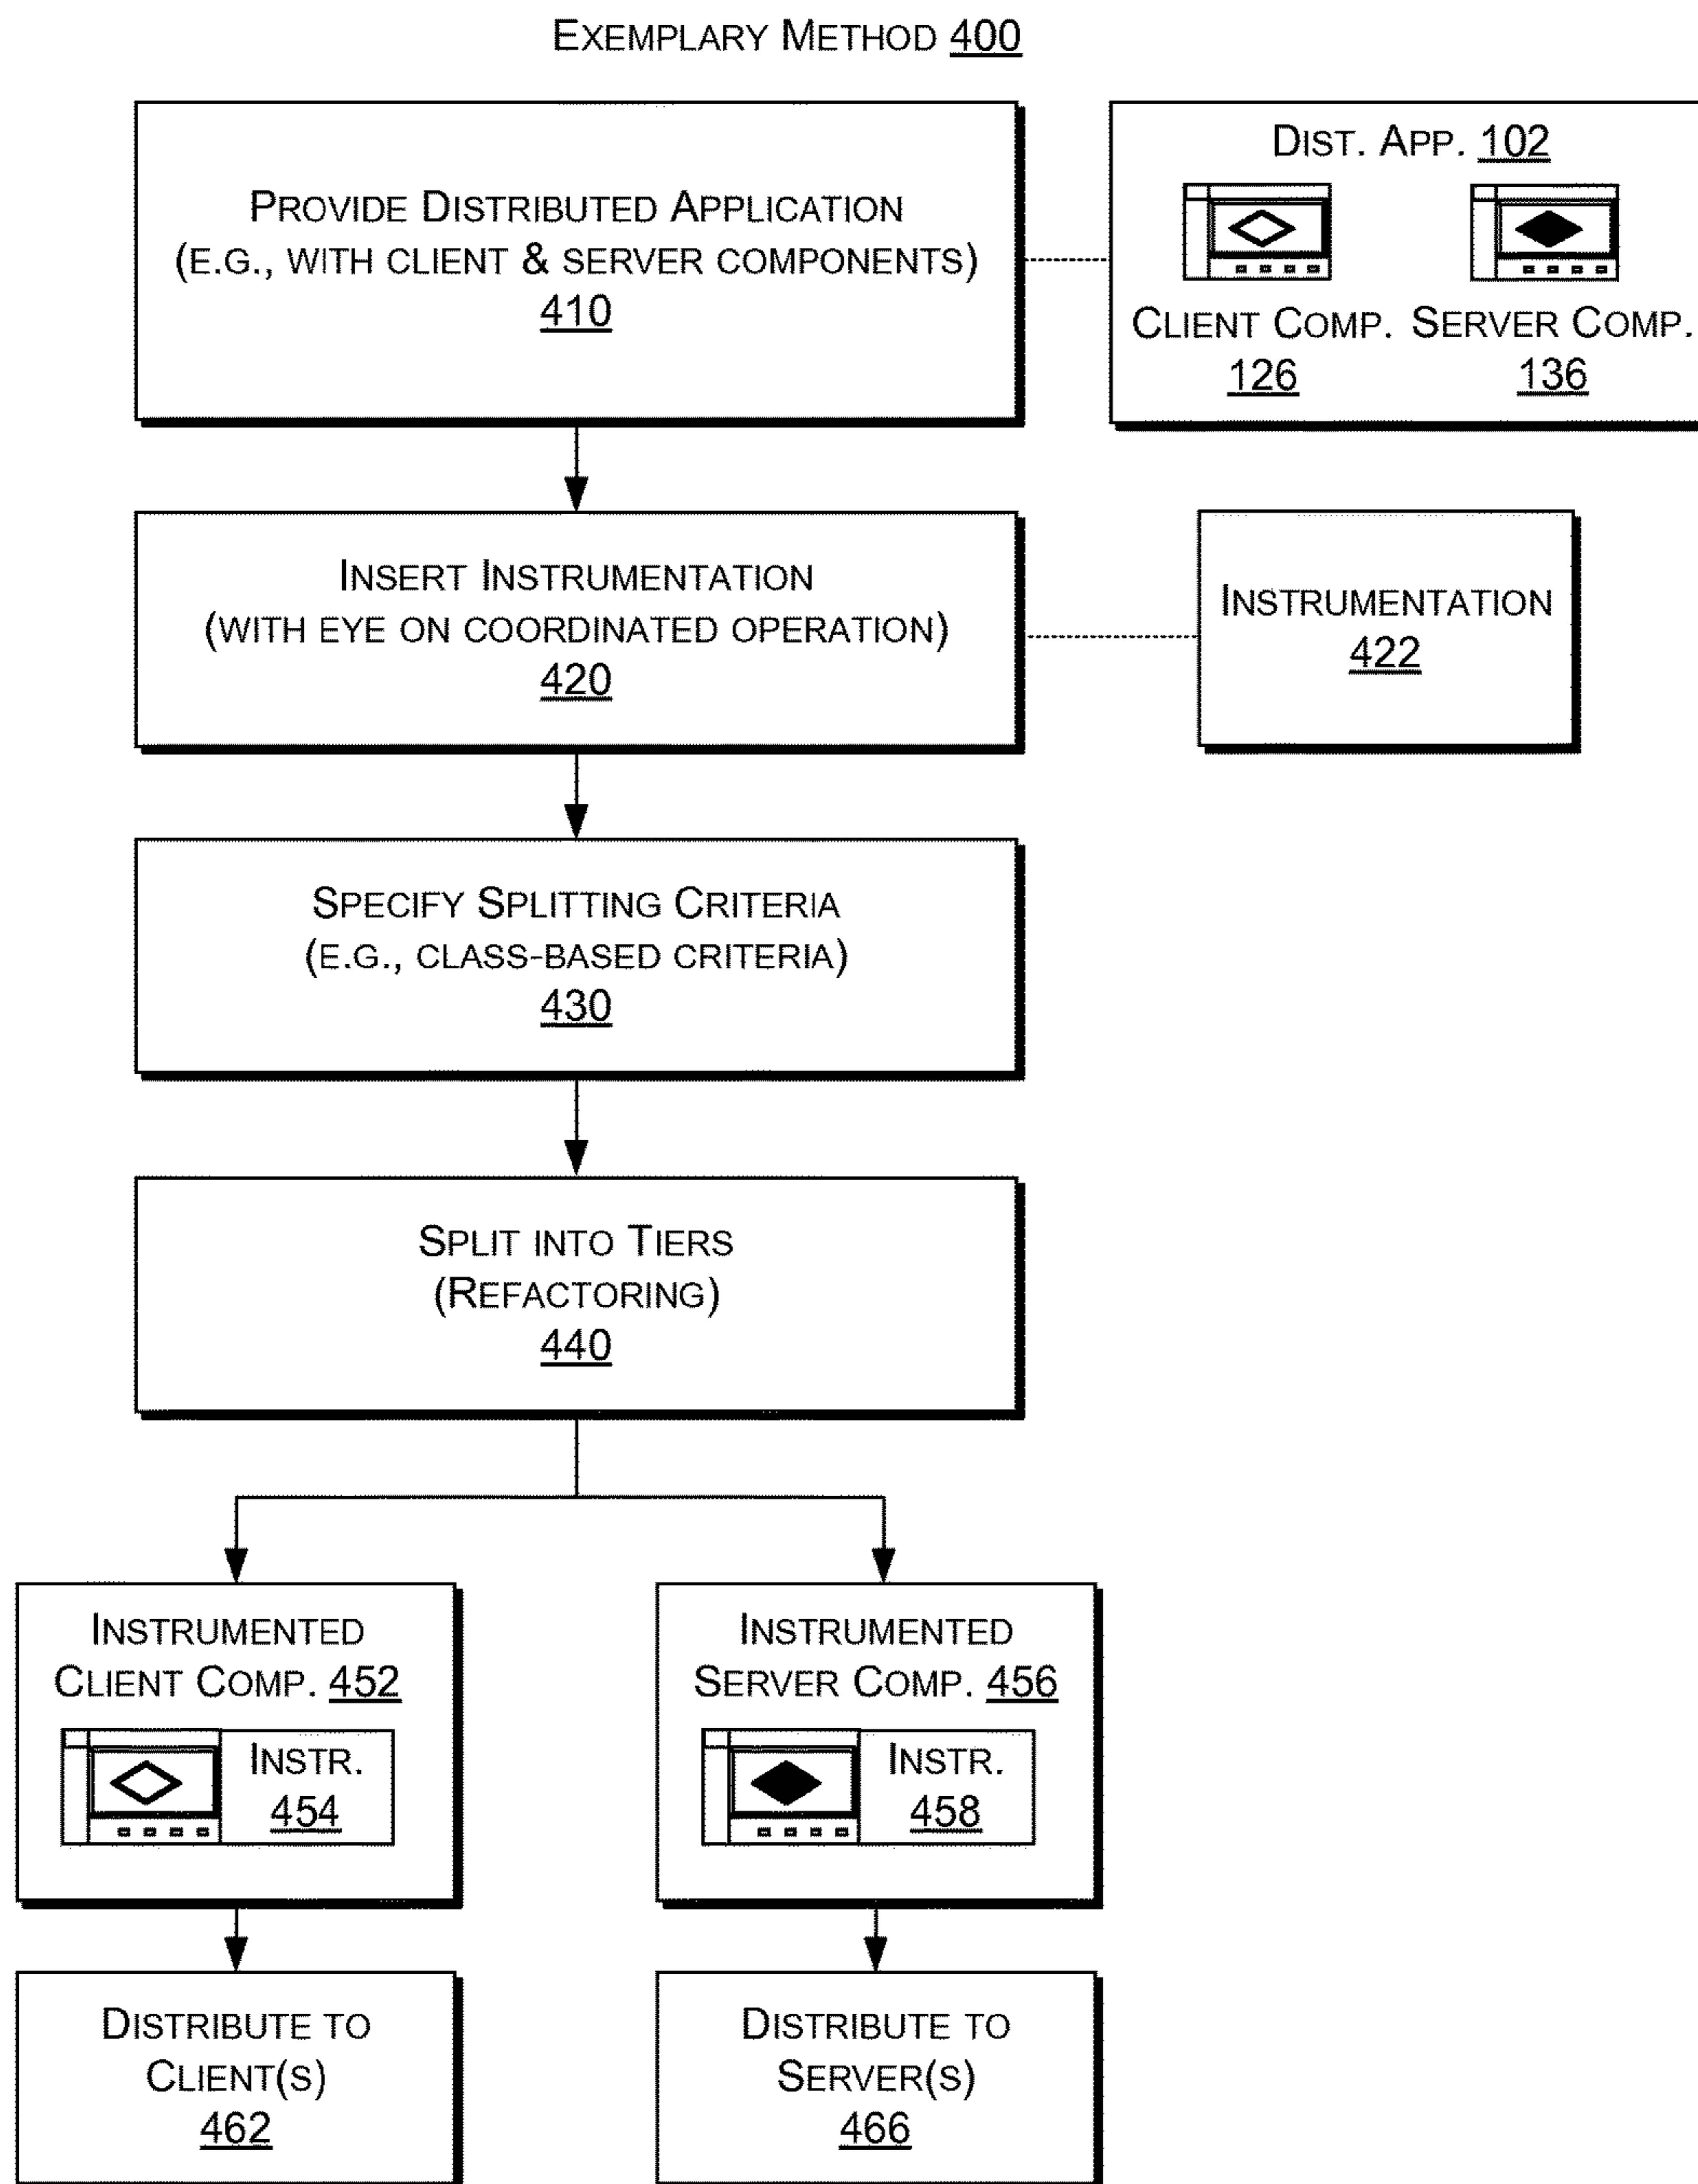 EXEMPLARY METHOD 400
PROVIDE DISTRIBUTED APPLICATION
(E.G., WITH CLIENT & SERVER COMPONENTS)
410
DIST. APP. 102
CLIENT COMP. SERVER COMP.
126 136
INSERT INSTRUMENTATION
(WITH EYE ON COORDINATED OPERATION)
420
INSTRUMENTATION
422
SPECIFY SPLITTING CRITERIA
(E.G., CLASS-BASED CRITERIA)
430
SPLIT INTO TIERS
(REFACTORING)
440
INSTRUMENTED
CLIENT COMP. 452
INSTR.
454
INSTRUMENTED
SERVER COMP. 456
INSTR.
458
DISTRIBUTE TO
CLIENT(S)
462
DISTRIBUTE TO
SERVER(S)
466